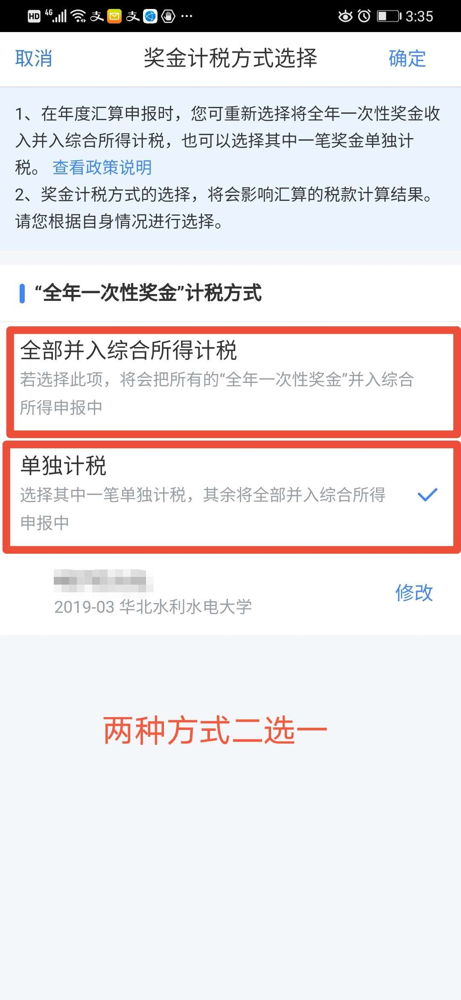 HD 4G 支 支 ... 3:35
取消 奖金计税方式选择 确定
1、在年度汇算申报时，您可重新选择将全年一次性奖金收
入并入综合所得计税，也可以选择其中一笔奖金单独计
税。 查看政策说明
2、奖金计税方式的选择，将会影响汇算的税款计算结果。
请您根据自身情况进行选择。
“全年一次性奖金”计税方式
全部并入综合所得计税
若选择此项，将会把所有的“全年一次性奖金”并入综合
所得申报中
单独计税
选择其中一笔单独计税，其余将全部并入综合所得
申报中
修改
2019-03 华北水利水电大学
两种方式二选一